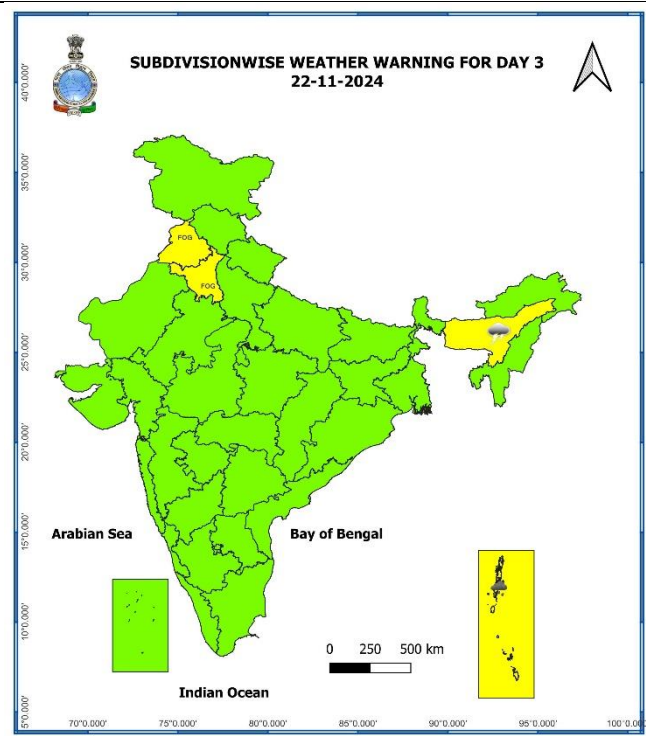 SUBDIVISIONWISE WEATHER WARNING FOR DAY 3
22-11-2024
40°0.000'
35°0.000'
30°0.000'
25°0.000'
20°0.000'
15°0.000'
10°0.000'
5°0.000'
FOG
FOG
Arabian Sea
Bay of Bengal
0 250 500 km
Indian Ocean
70°0.000' 75°0.000' 80°0.000' 85°0.000' 90°0.000' 95°0.000' 100°0.000'